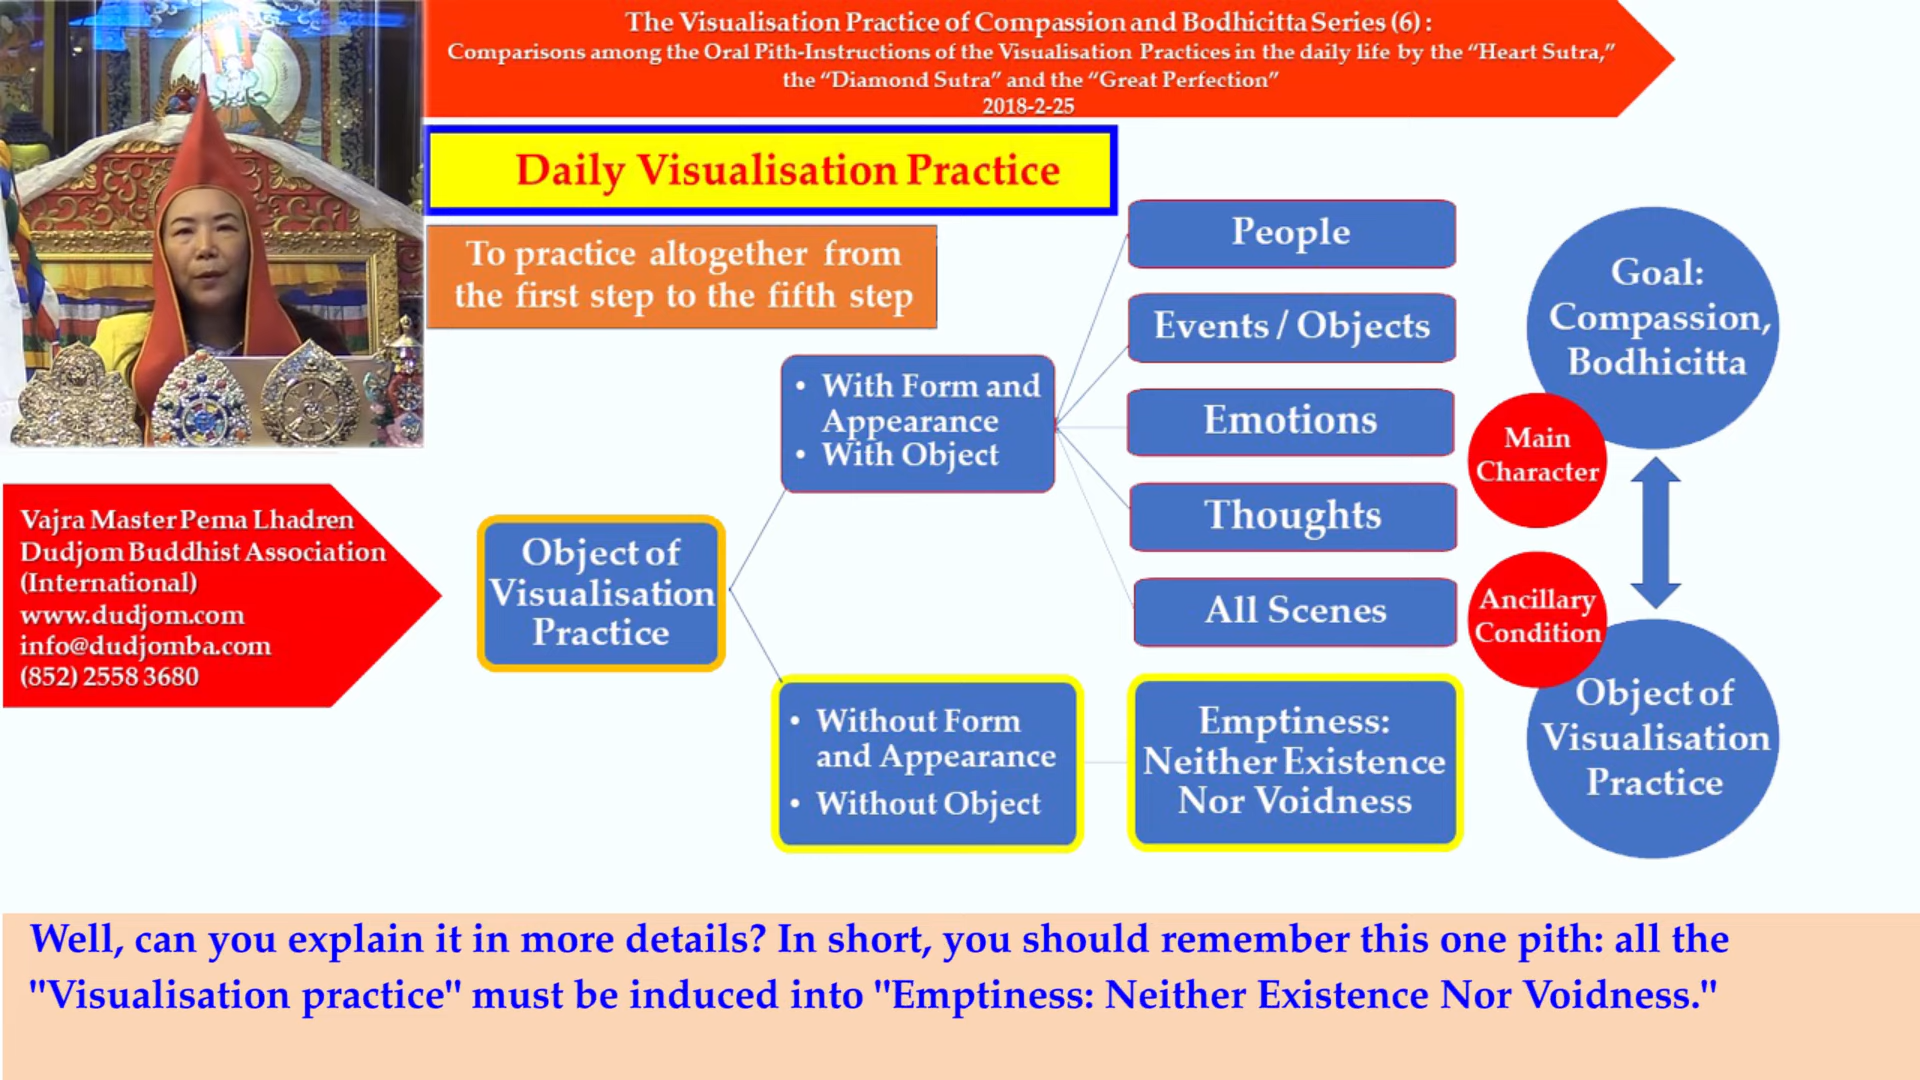 The Visualisation Practice of Compassion and Bodhicitta Series (6) :
Comparisons among the Oral Pith-Instructions of the Visualisation Practices in the daily life by the “Heart Sutra,”
the “Diamond Sutra” and the “Great Perfection”
2018-2-25
Daily Visualisation Practice
To practice altogether from
the first step to the fifth step
Vajra Master Pema Lhadren
Dudjom Buddhist Association
(International)
www.dudjom.com
info@dudjomba.com
(852) 2558 3680
Object of
Visualisation
Practice
• With Form and
Appearance
• With Object
People
Events / Objects
Emotions
Thoughts
All Scenes
• Without Form
and Appearance
• Without Object
Emptiness:
Neither Existence
Nor Voidness
Goal:
Compassion,
Bodhicitta
Main
Character
Ancillary
Condition
Object of
Visualisation
Practice
Well, can you explain it in more details? In short, you should remember this one pith: all the
"Visualisation practice" must be induced into "Emptiness: Neither Existence Nor Voidness."